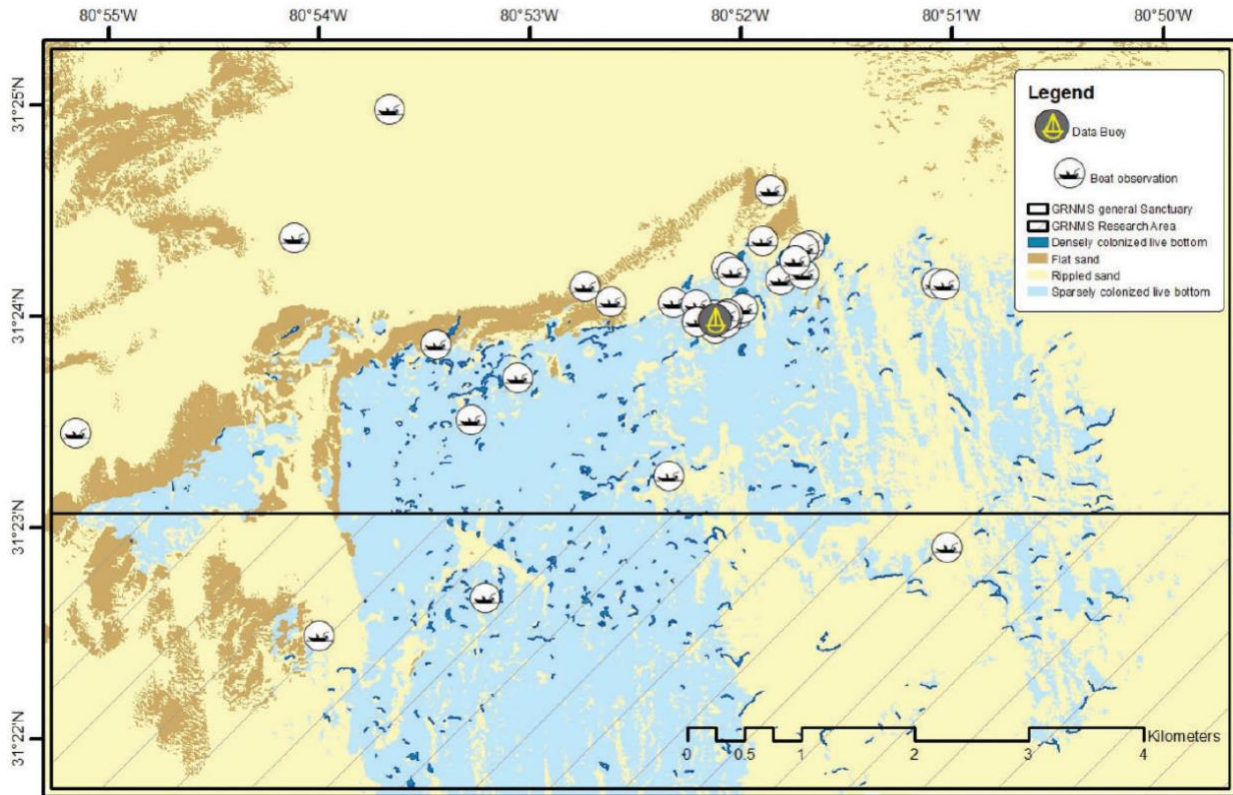 80°55'W 80°54'W 80°53'W 80°52'W 80°51'W 80°50'W
31°25'N
31°24'N
31°23'N
31°22'N
Legend
Data Buoy
Boat observation
GRNMS general Sanctuary
GRNMS Research Area
Densely colonized live bottom
Flat sand
Rippled sand
Sparsely colonized live bottom
Kilometers
0 0.5 1 2 3 4